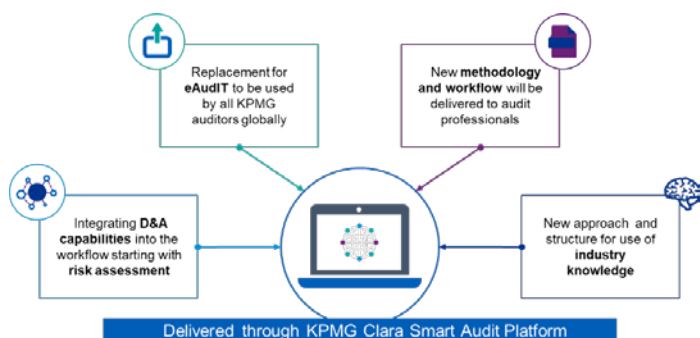 Replacement for
eAudIT to be used
by all KPMG
auditors globally
New methodology
and workflow will be
delivered to audit
professionals
Integrating D&A
capabilities into the
workflow starting with
risk assessment
New approach and
structure for use of
industry
knowledge
Delivered through KPMG Clara Smart Audit Platform